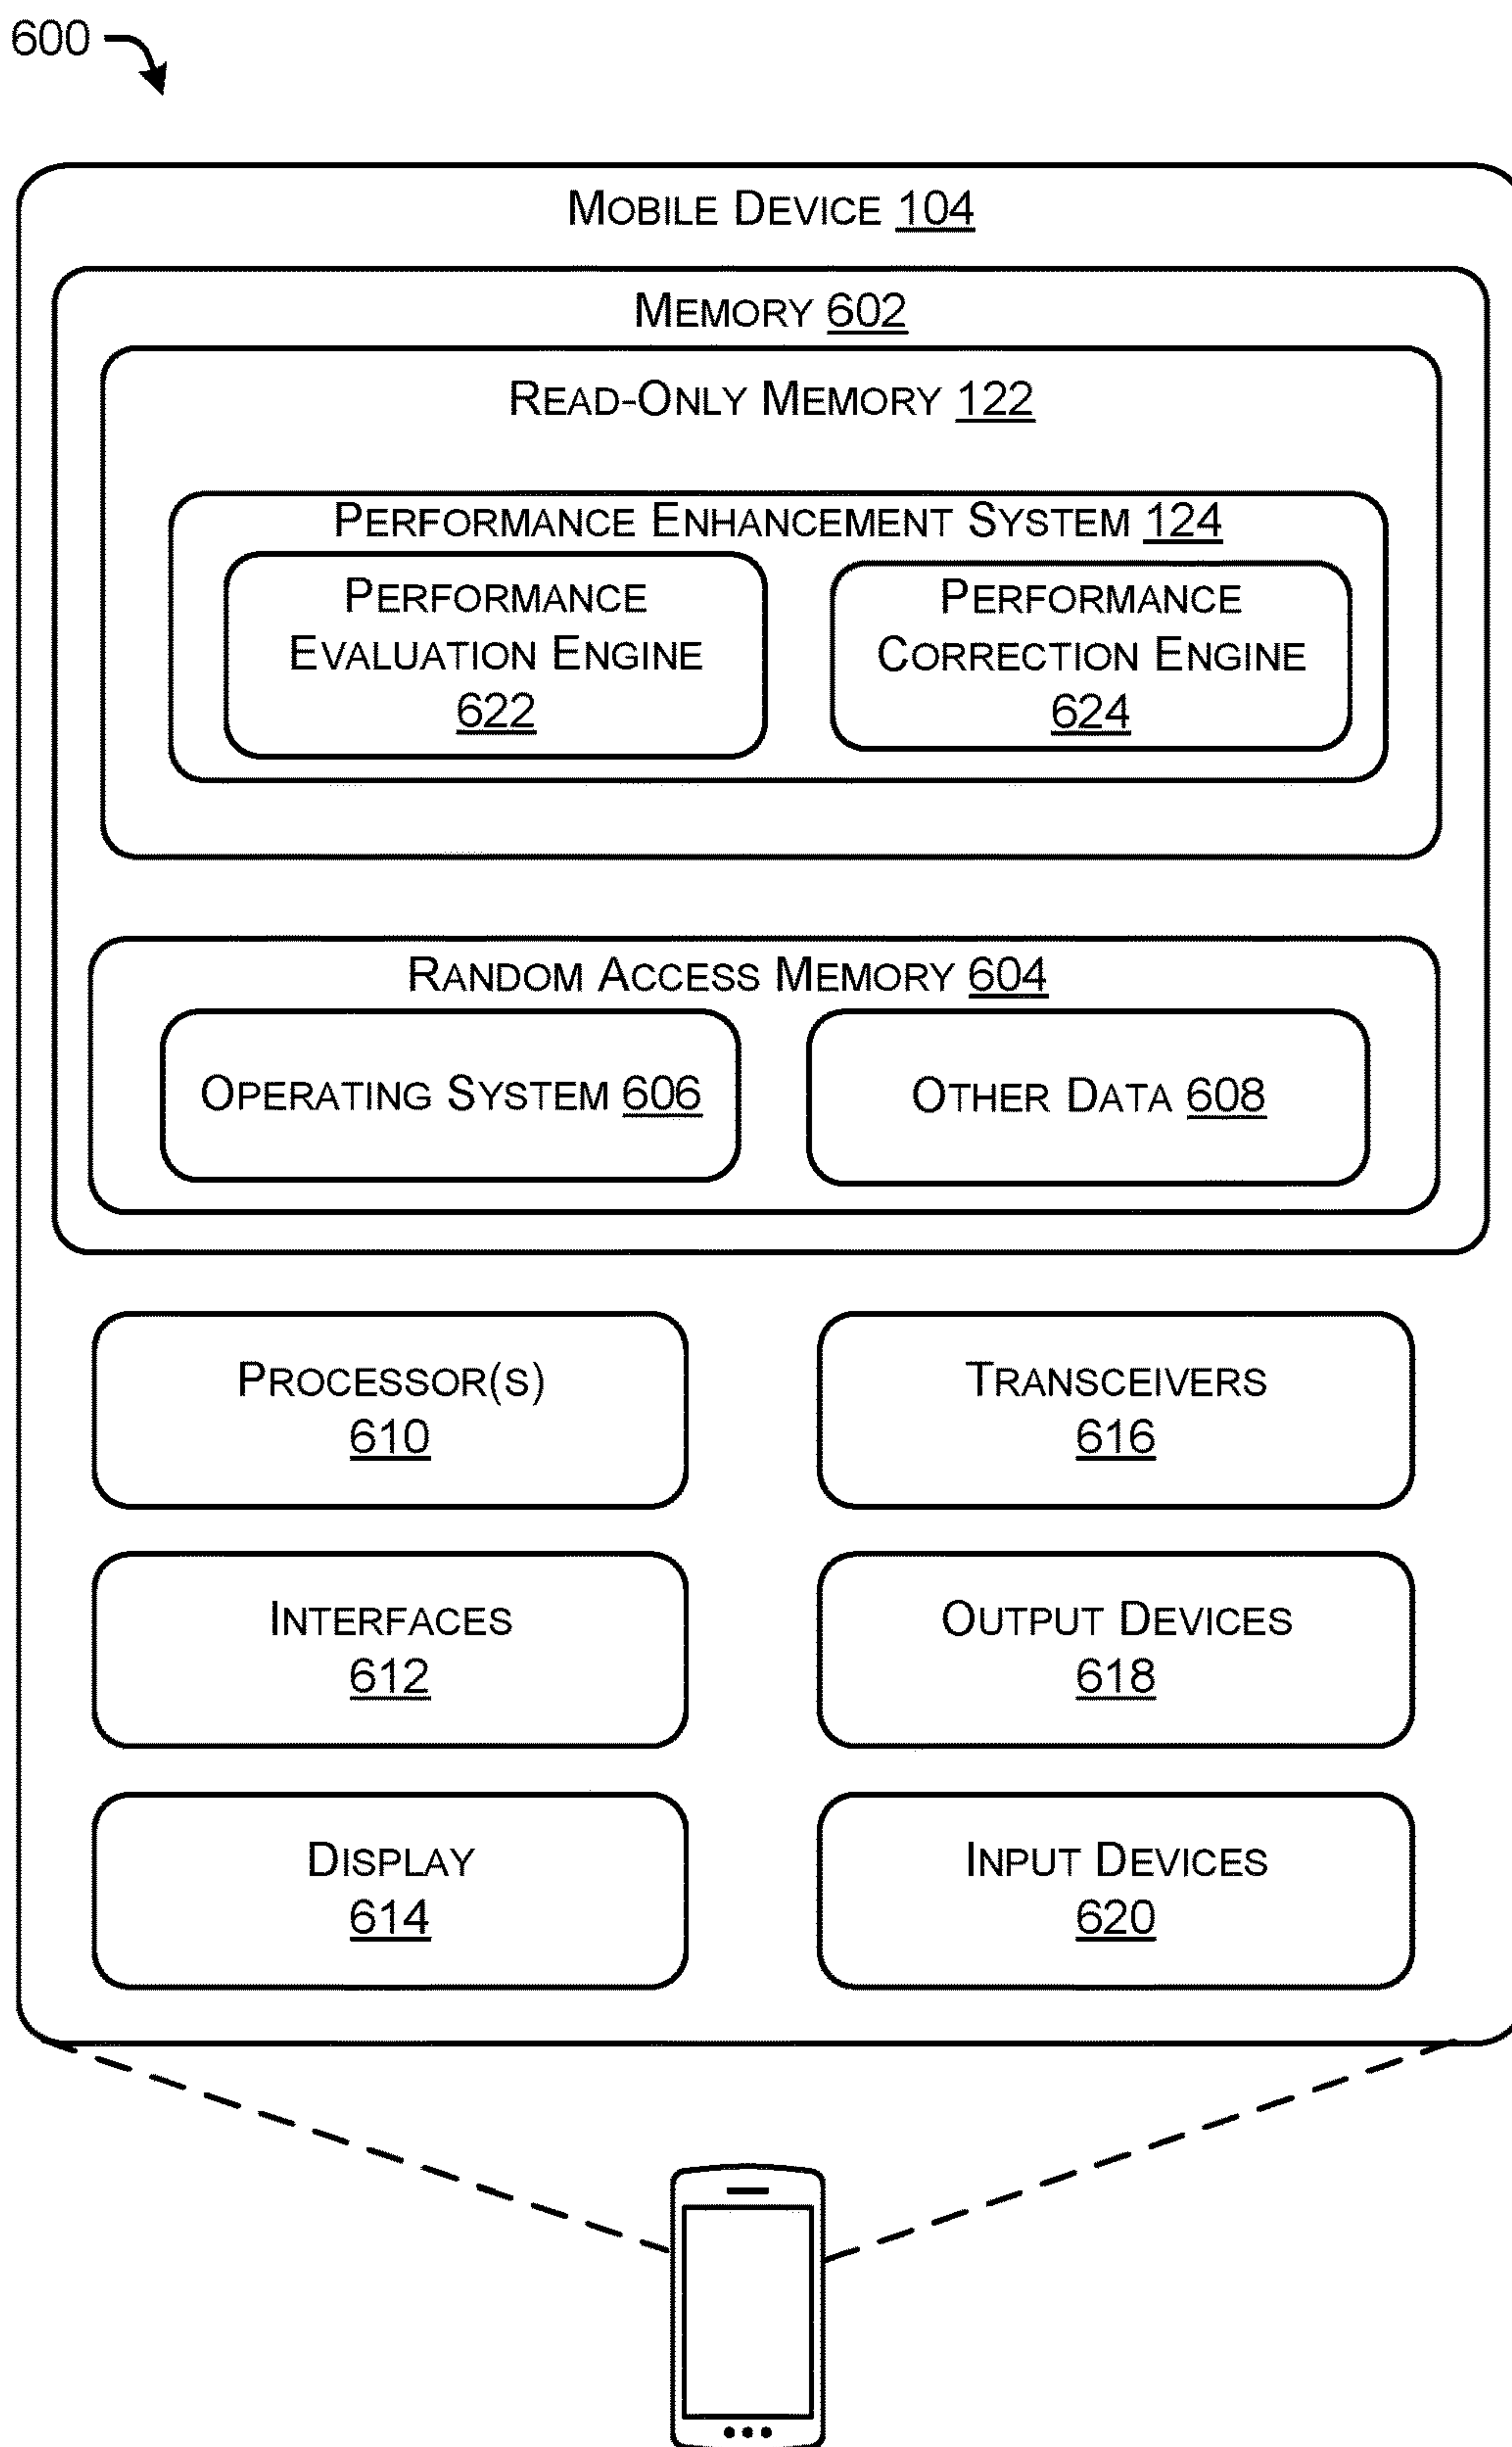 600
MOBILE DEVICE 104
MEMORY 602
READ-ONLY MEMORY 122
PERFORMANCE ENHANCEMENT SYSTEM 124
PERFORMANCE
EVALUATION ENGINE
622
PERFORMANCE
CORRECTION ENGINE
624
RANDOM ACCESS MEMORY 604
OPERATING SYSTEM 606
OTHER DATA 608
PROCESSOR(S)
610
TRANSCEIVERS
616
INTERFACES
612
OUTPUT DEVICES
618
DISPLAY
614
INPUT DEVICES
620